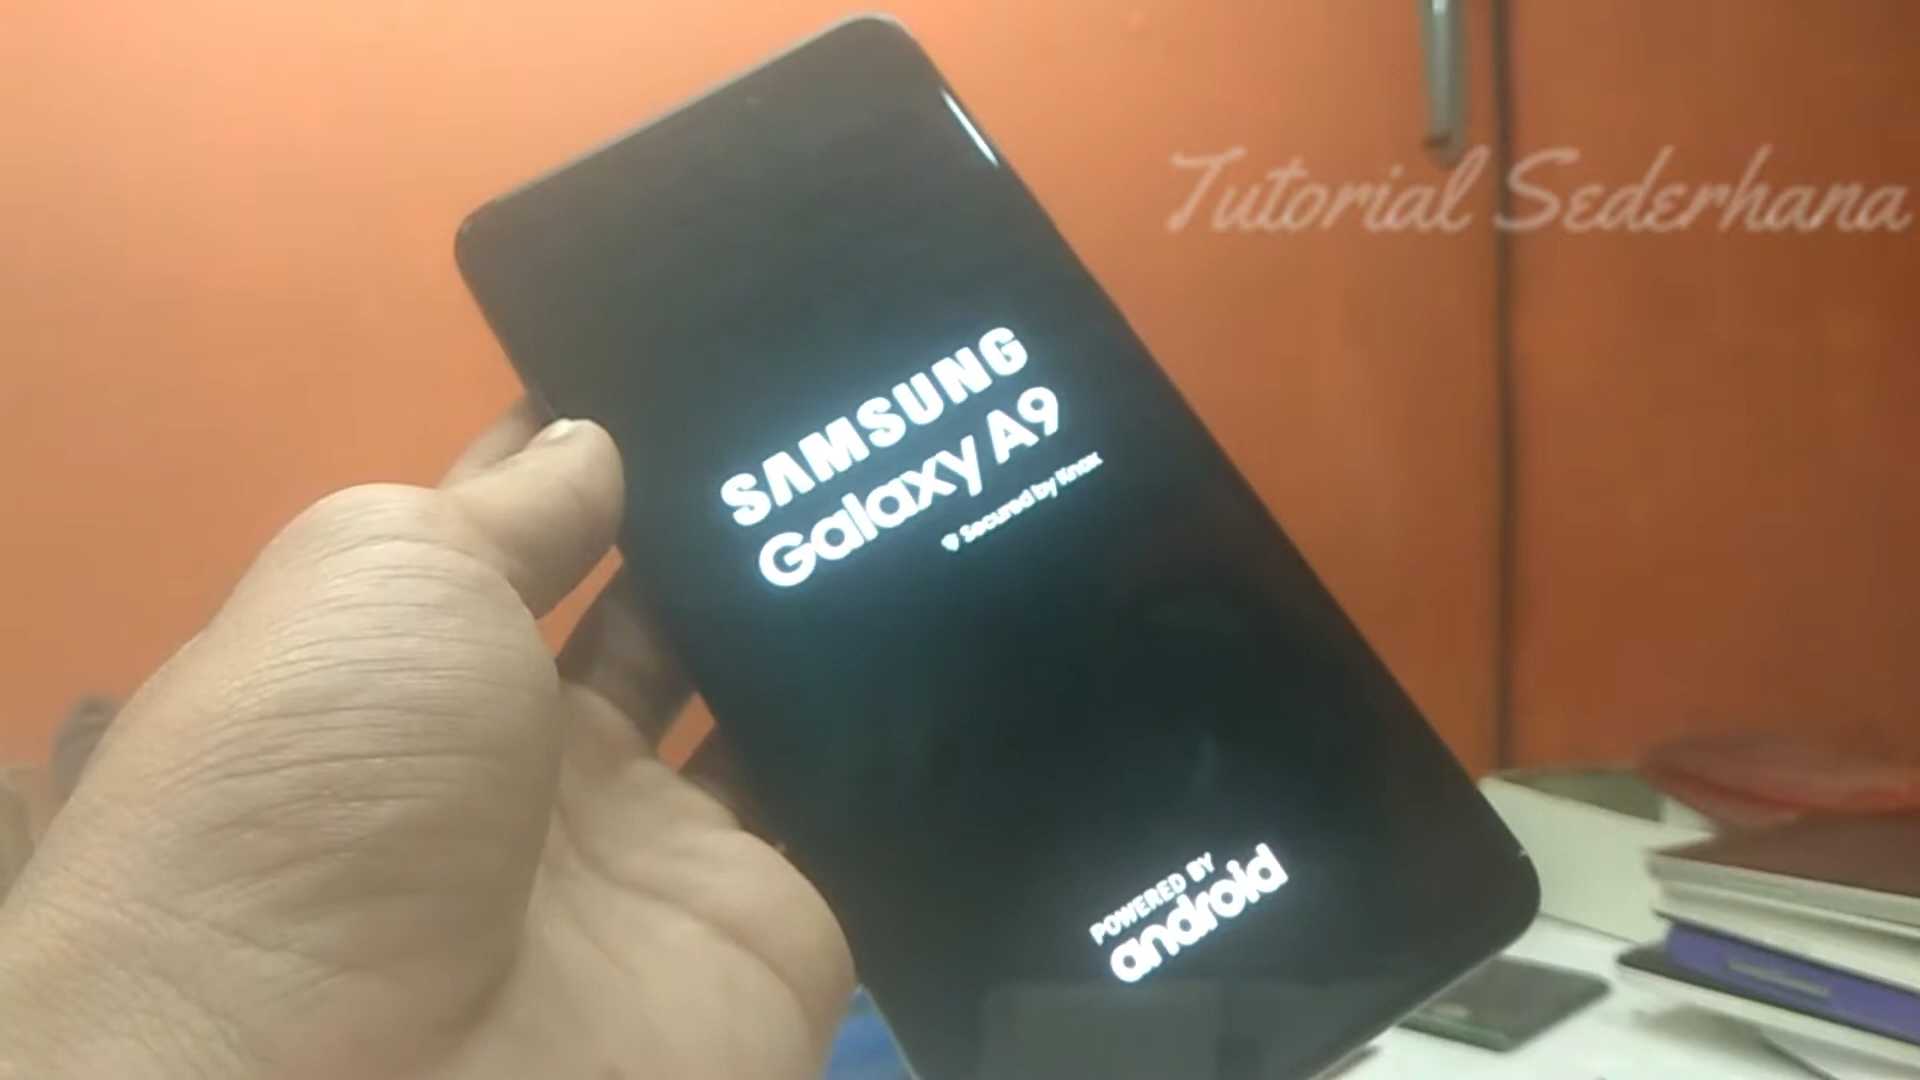 Tutorial Sederhana
SAMSUNG
Galaxy A9
Secured by Knox
POWERED BY
android